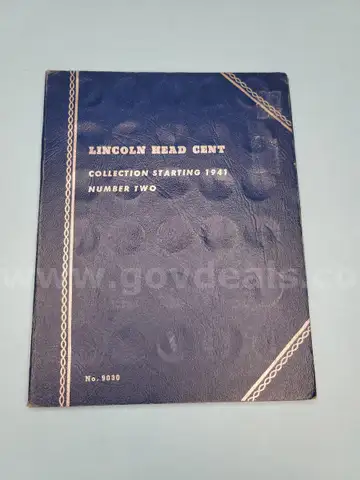 LINCOLN HEAD CENT
COLLECTION STARTING 1941
NUMBER TWO
www.govdeals.co
No. 9030